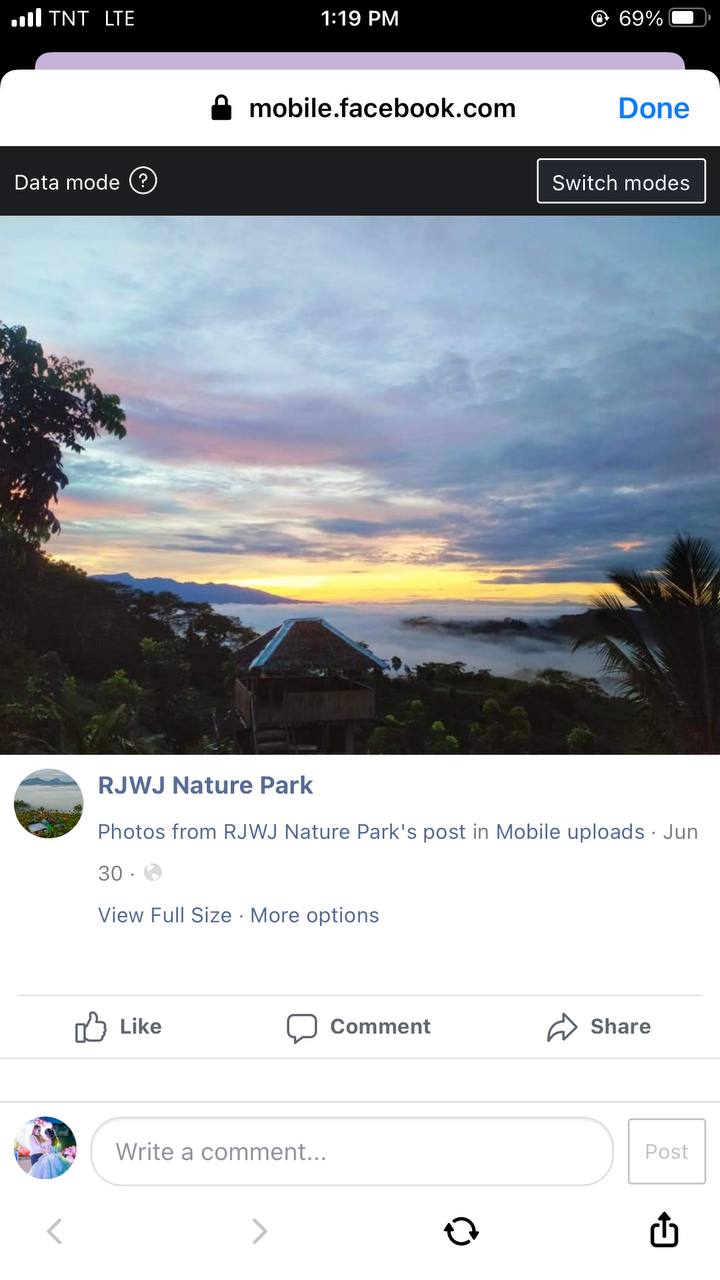 TNT LTE 1:19 PM 69%
mobile.facebook.com Done
Data mode ? Switch modes
RJWJ Nature Park
Photos from RJWJ Nature Park's post in Mobile uploads · Jun
30 ·
View Full Size · More options
Like Comment Share
Write a comment... Post